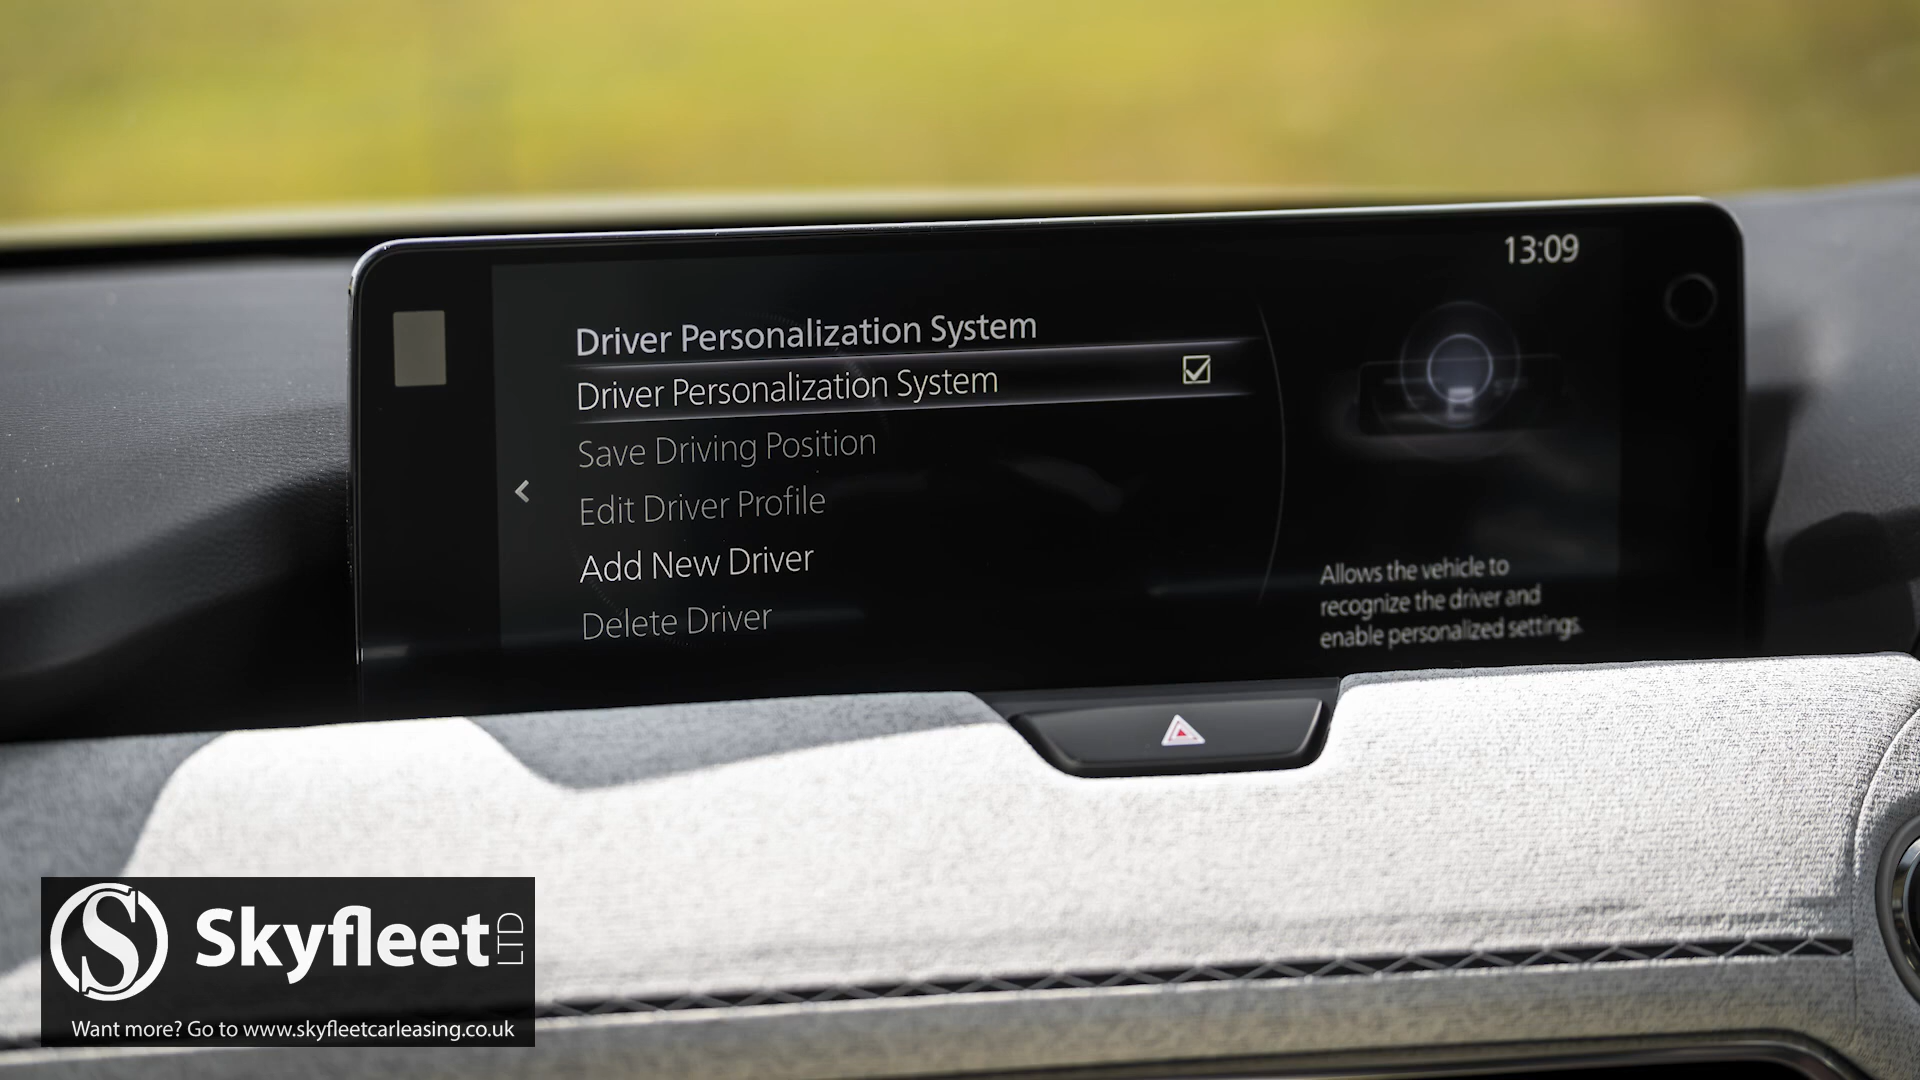 13:09
Driver Personalization System
Driver Personalization System
Save Driving Position
Edit Driver Profile
Add New Driver
Delete Driver
Allows the vehicle to
recognize the driver and
enable personalized settings.
S Skyfleet LTD
Want more? Go to www.skyfleetcarleasing.co.uk